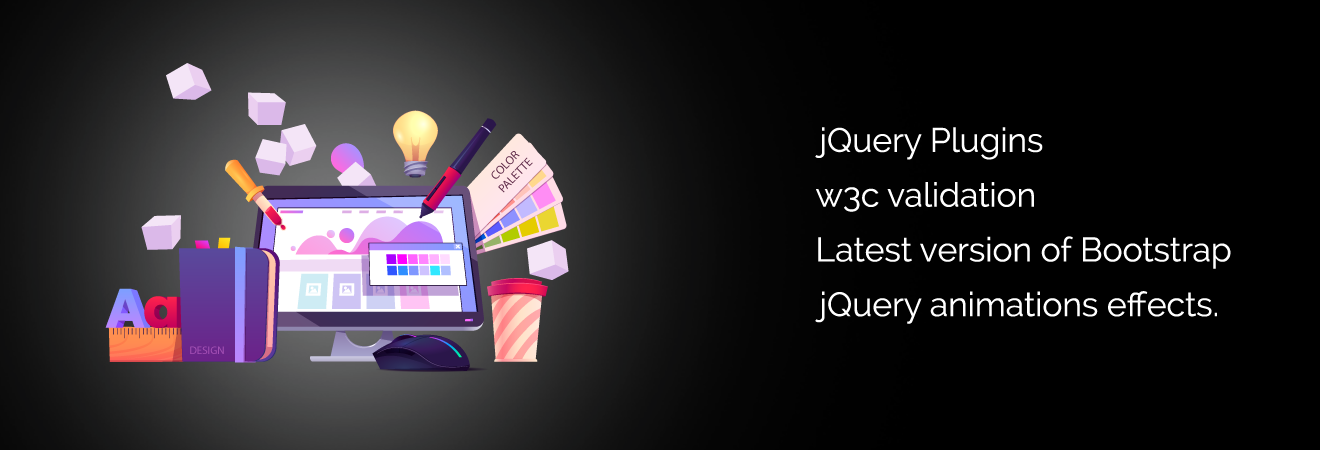 COLOR
PALETTE
Aa
DESIGN
jQuery Plugins
w3c validation
Latest version of Bootstrap
jQuery animations effects.